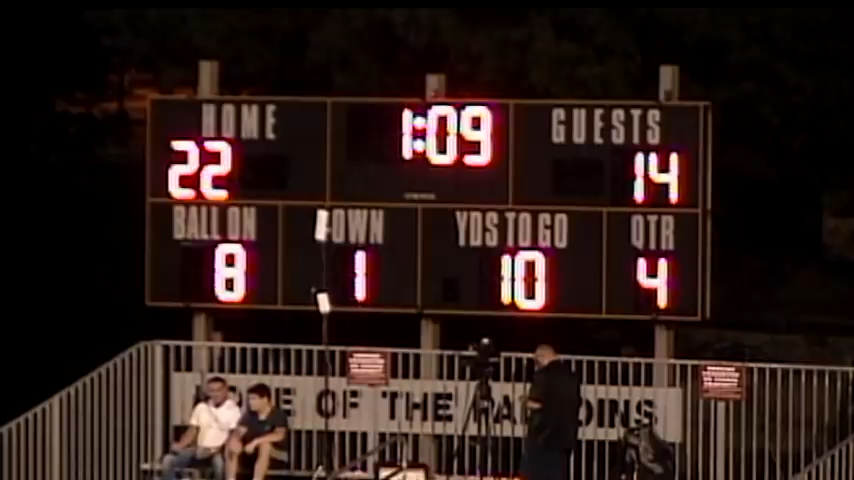 HOME 1:09 GUESTS
22 14
BALL ON DOWN YDS TO GO QTR
8 1 10 4
OF THE